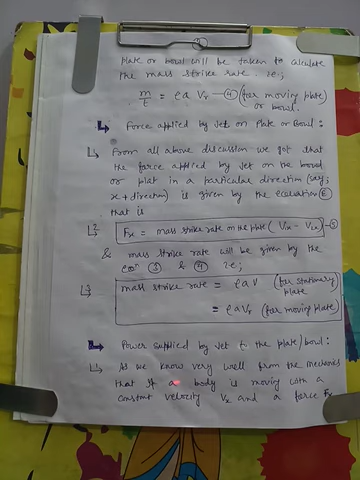 plate or bowl will be taken to calculate
the mass strike rate. i.e.;
m/t = ρ a Vr —④ (for moving plate)
or bowl.
Force applied by Jet on Plate or Bowl:
From all above discussion we got that
the force applied by jet on the bowl
or plat in a particular direction (say;
x + direction) is given by the eqation ②
that is
Fx = mass strike rate on the plate (V1x - V2x) —⑤
& mass strike rate will be given by the
eqn ③ & ④ i.e;
mass strike rate = ρ a V (for stationary
plate
= ρ a Vr (for moving plate)
Power supplied by jet to the plate/bowl:
As we know very well from the mechanics
that if a body is moving with a
constant velocity Vx and a force Fx